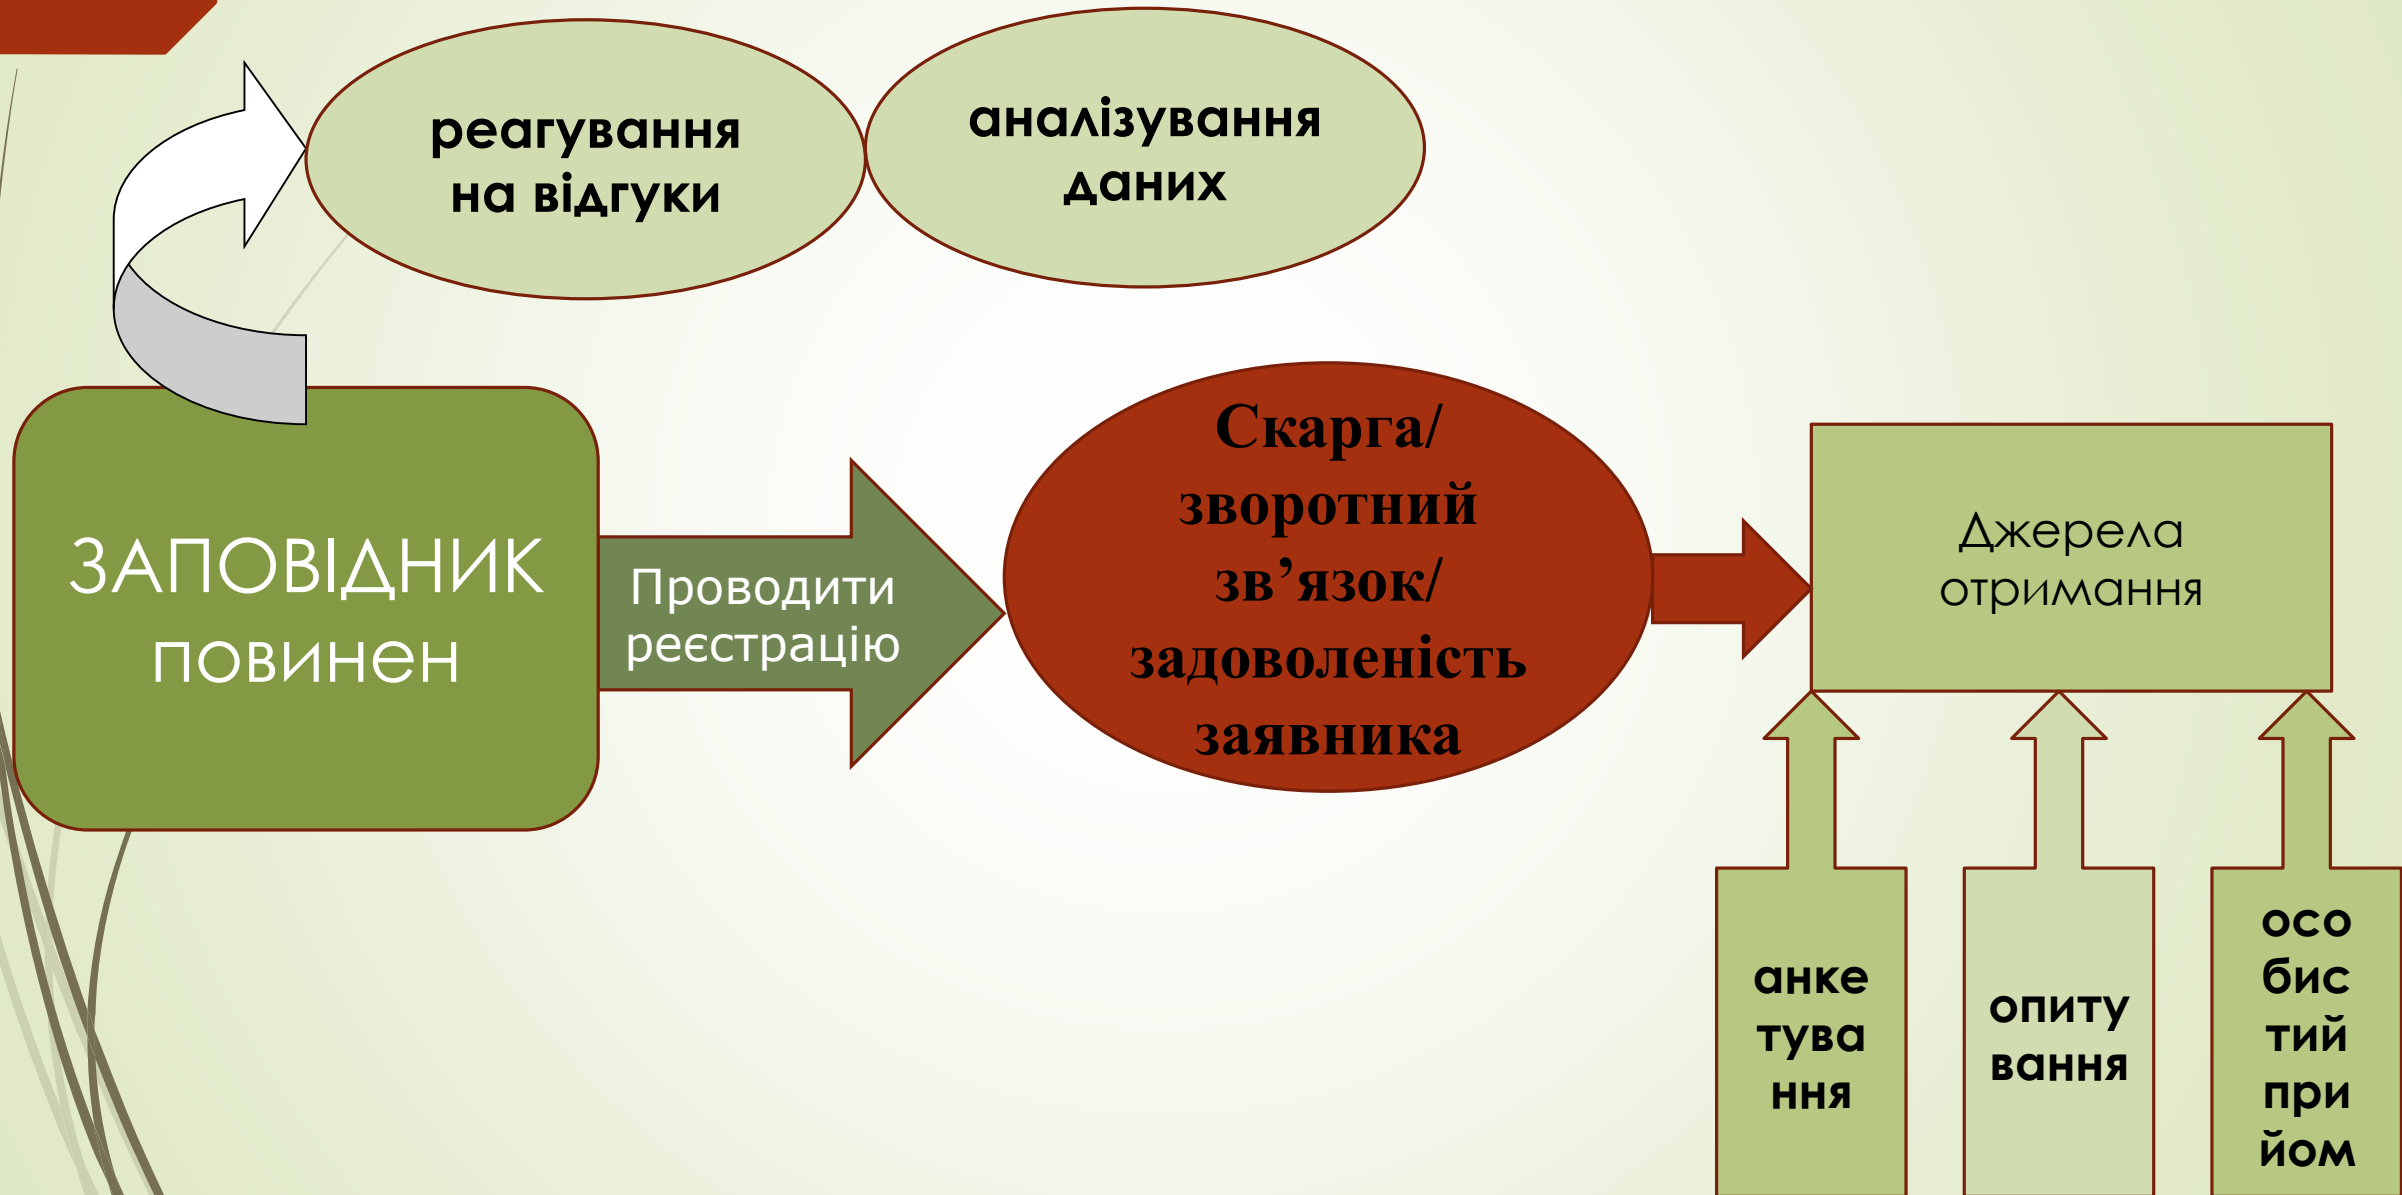 реагування
на відгуки
аналізування
даних
ЗАПОВІДНИК
повинен
Проводити
реєстрацію
Скарга/
зворотний
зв’язок/
задоволеність
заявника
Джерела
отримання
анке
тува
ння
опиту
вання
осо
бис
тий
при
йом